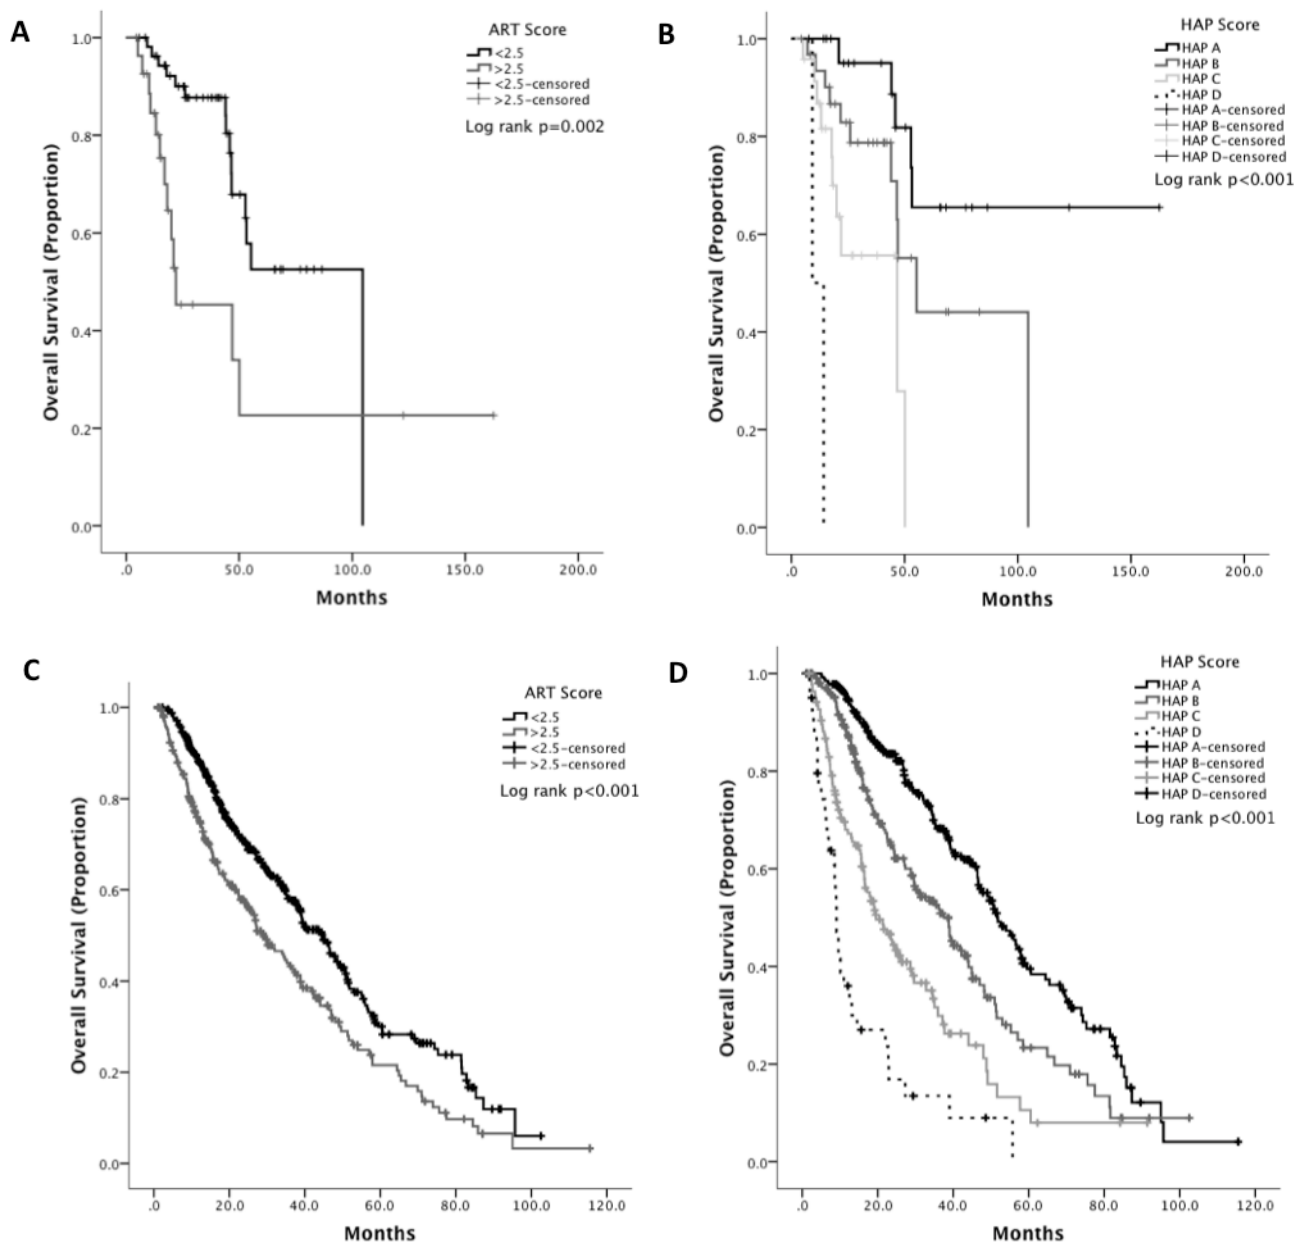 A
ART Score
<2.5
>2.5
<2.5-censored
>2.5-censored
Log rank p=0.002
Overall Survival (Proportion)
1.0
0.8
0.6
0.4
0.2
0.0
.0 50.0 100.0 150.0 200.0
Months
B
HAP Score
HAP A
HAP B
HAP C
HAP D
HAP A-censored
HAP B-censored
HAP C-censored
HAP D-censored
Log rank p<0.001
Overall Survival (Proportion)
1.0
0.8
0.6
0.4
0.2
0.0
.0 50.0 100.0 150.0 200.0
Months
C
ART Score
<2.5
>2.5
<2.5-censored
>2.5-censored
Log rank p<0.001
Overall Survival (Proportion)
1.0
0.8
0.6
0.4
0.2
0.0
.0 20.0 40.0 60.0 80.0 100.0 120.0
Months
D
HAP Score
HAP A
HAP B
HAP C
HAP D
HAP A-censored
HAP B-censored
HAP C-censored
HAP D-censored
Log rank p<0.001
Overall Survival (Proportion)
1.0
0.8
0.6
0.4
0.2
0.0
.0 20.0 40.0 60.0 80.0 100.0 120.0
Months